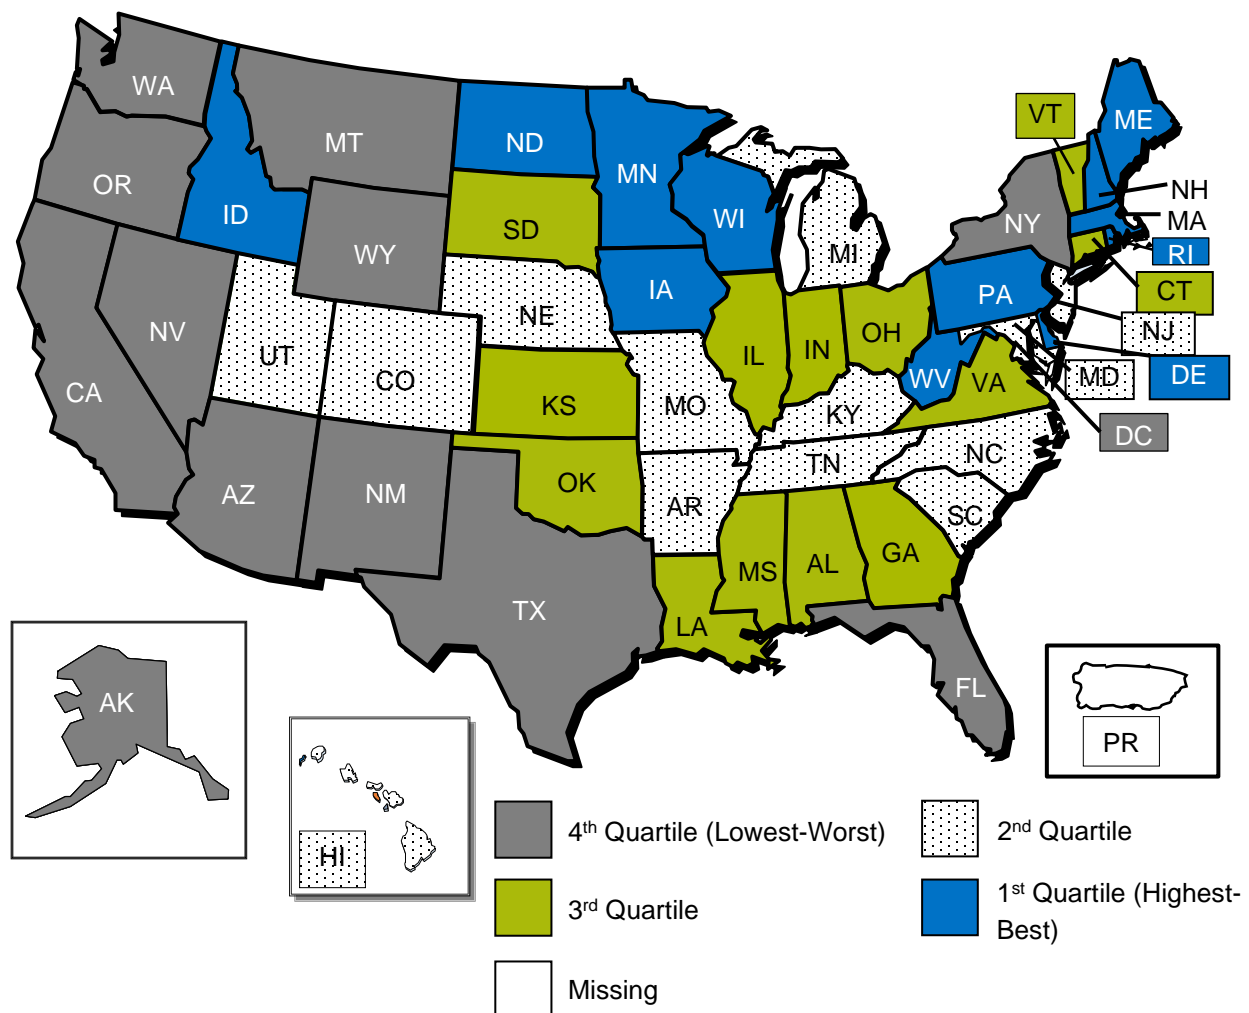 WA
MT
ND
MN
VT
ME
OR
ID
WI
NH
MA
SD
NY
MI
WY
RI
IA
PA
CT
NE
NV
OH
NJ
UT
IL
IN
CO
WV
VA
MD
DE
CA
KS
MO
KY
DC
NC
TN
AZ
NM
OK
AR
SC
GA
MS
AL
TX
LA
FL
AK
PR
HI
4th Quartile (Lowest-Worst)
2nd Quartile
3rd Quartile
1st Quartile (Highest-
Best)
Missing